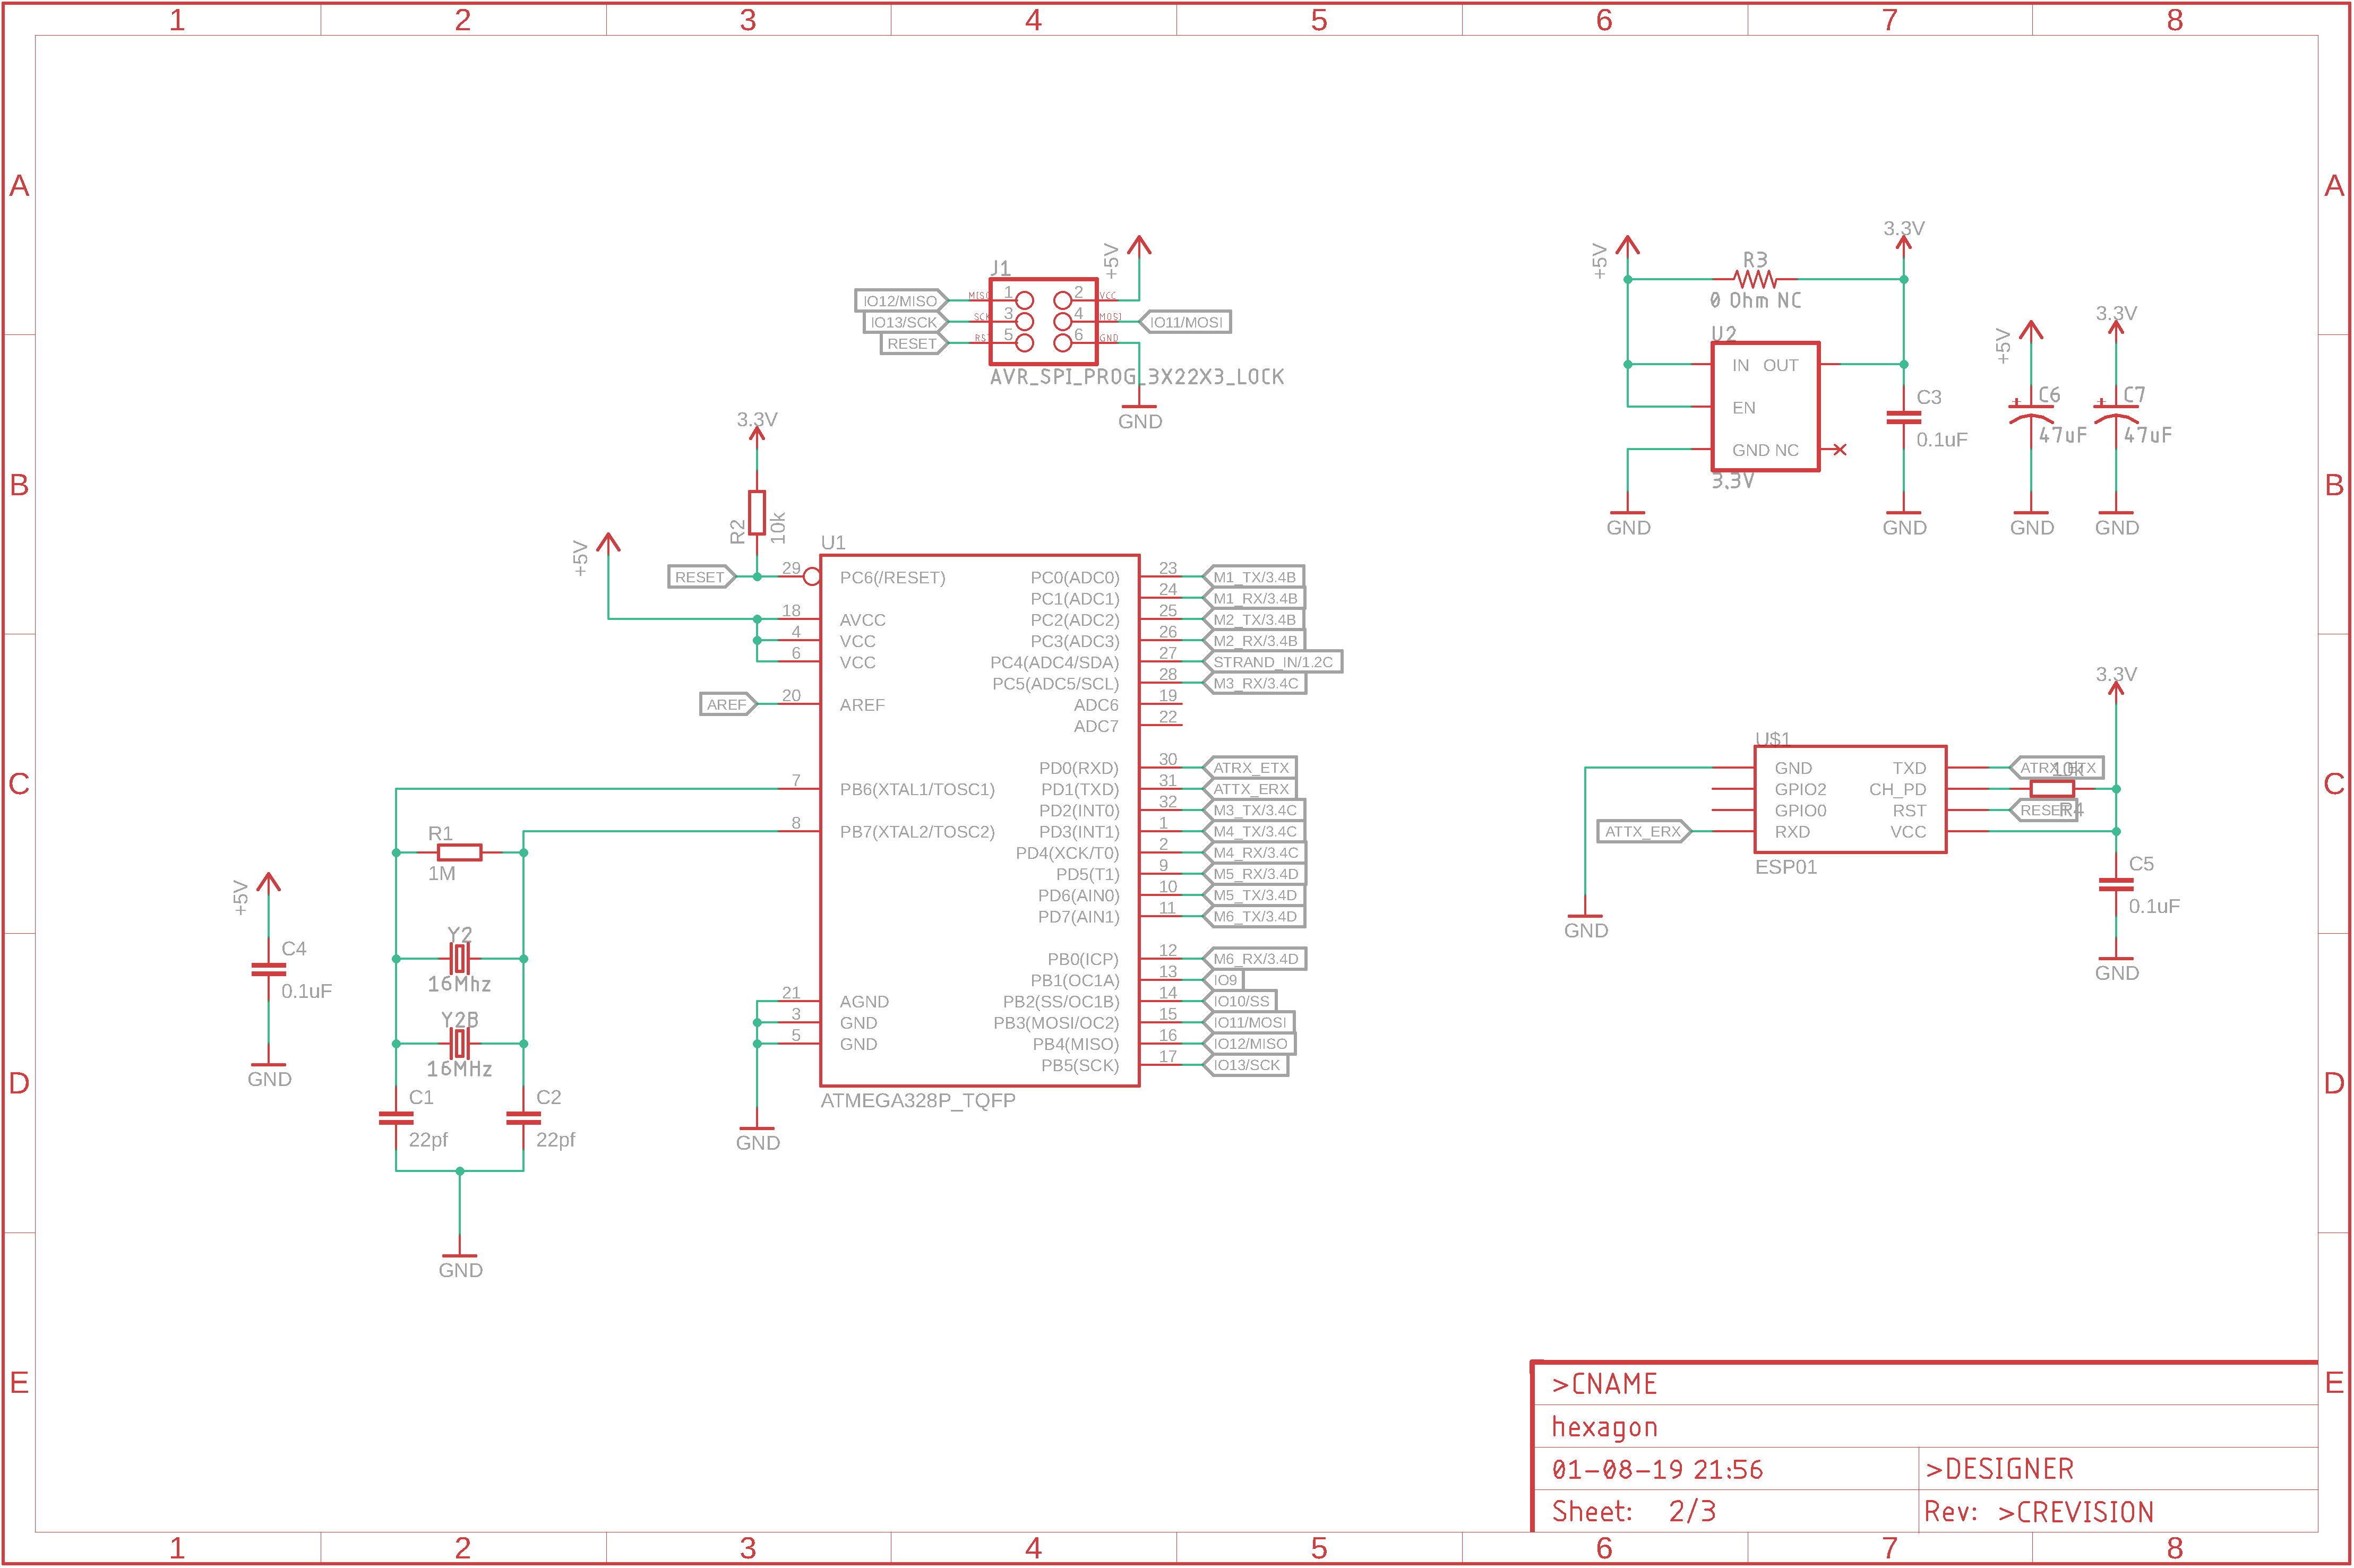 1 2 3 4 5 6 7 8
A A
+5V
3.3V
J1
R3
0 Ohm NC
IO12/MISO MISO 1 2 VCC
IO13/SCK SCK 3 4 MOSI IO11/MOSI
RESET RST 5 6 GND
AVR_SPI_PROG_3X22X3_LOCK
GND
+5V
U2
IN OUT
EN
GND NC
3.3V
GND
C3
0.1uF
GND
+5V
C6
47uF
GND
3.3V
C7
47uF
GND
B B
3.3V
R2
10k
+5V
U1
RESET 29 PC6(/RESET) PC0(ADC0) 23 M1_TX/3.4B
PC1(ADC1) 24 M1_RX/3.4B
18 AVCC PC2(ADC2) 25 M2_TX/3.4B
4 VCC PC3(ADC3) 26 M2_RX/3.4B
6 VCC PC4(ADC4/SDA) 27 STRAND_IN/1.2C
PC5(ADC5/SCL) 28 M3_RX/3.4C
AREF 20 AREF ADC6 19
ADC7 22
PD0(RXD) 30 ATRX_ETX
7 PB6(XTAL1/TOSC1) PD1(TXD) 31 ATTX_ERX
PD2(INT0) 32 M3_TX/3.4C
8 PB7(XTAL2/TOSC2) PD3(INT1) 1 M4_TX/3.4C
PD4(XCK/T0) 2 M4_RX/3.4C
PD5(T1) 9 M5_RX/3.4D
PD6(AIN0) 10 M5_TX/3.4D
PD7(AIN1) 11 M6_TX/3.4D
PB0(ICP) 12 M6_RX/3.4D
PB1(OC1A) 13 IO9
21 AGND PB2(SS/OC1B) 14 IO10/SS
3 GND PB3(MOSI/OC2) 15 IO11/MOSI
5 GND PB4(MISO) 16 IO12/MISO
PB5(SCK) 17 IO13/SCK
ATMEGA328P_TQFP
GND
C C
3.3V
U$1
GND TXD ATRX_ETX
GPIO2 CH_PD 10k
GPIO0 RST RESET R4
ATTX_ERX RXD VCC
ESP01
GND
C5
0.1uF
GND
R1
1M
+5V
C4
0.1uF
GND
Y2
16Mhz
Y2B
16MHz
D D
C1
22pf
C2
22pf
GND
E E
>CNAME
hexagon
01-08-19 21:56 >DESIGNER
Sheet: 2/3 Rev: >CREVISION
1 2 3 4 5 6 7 8